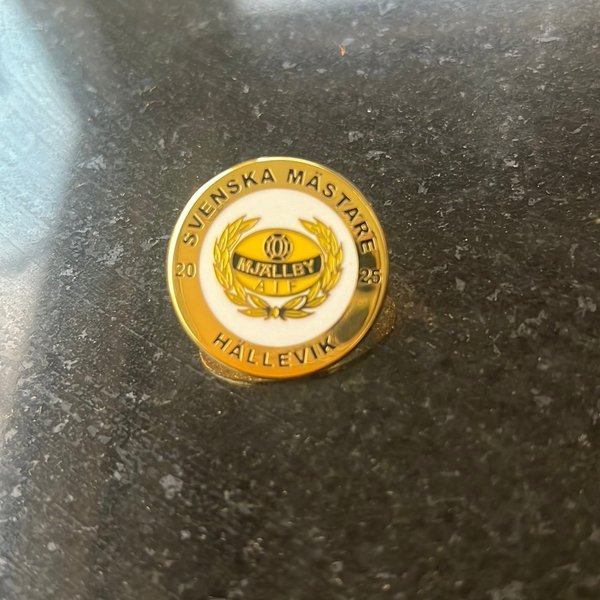 SVENSKA MÄSTARE
20 25
MJÄLLBY
AIF
HÄLLEVIK